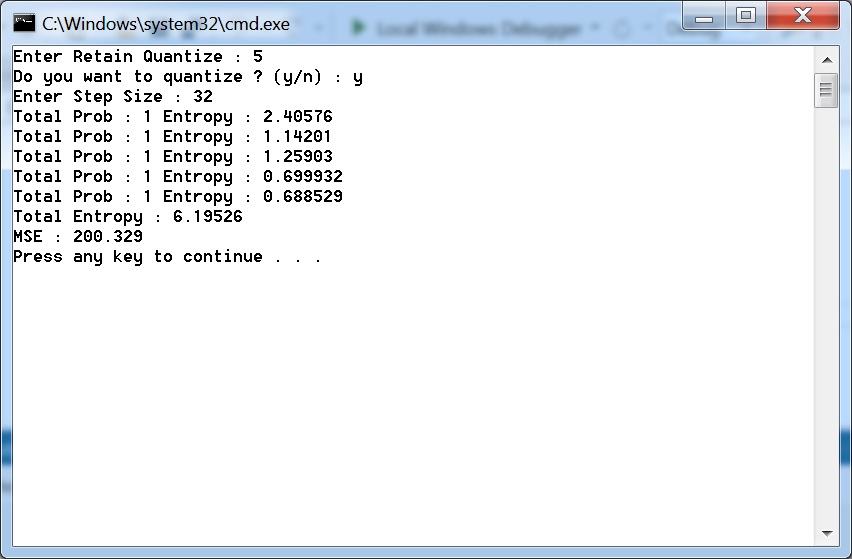 C:\Windows\system32\cmd.exe
Local Windows Debugger
Enter Retain Quantize : 5
Do you want to quantize ? (y/n) : y
Enter Step Size : 32
Total Prob : 1 Entropy : 2.40576
Total Prob : 1 Entropy : 1.14201
Total Prob : 1 Entropy : 1.25903
Total Prob : 1 Entropy : 0.699932
Total Prob : 1 Entropy : 0.688529
Total Entropy : 6.19526
MSE : 200.329
Press any key to continue . . .